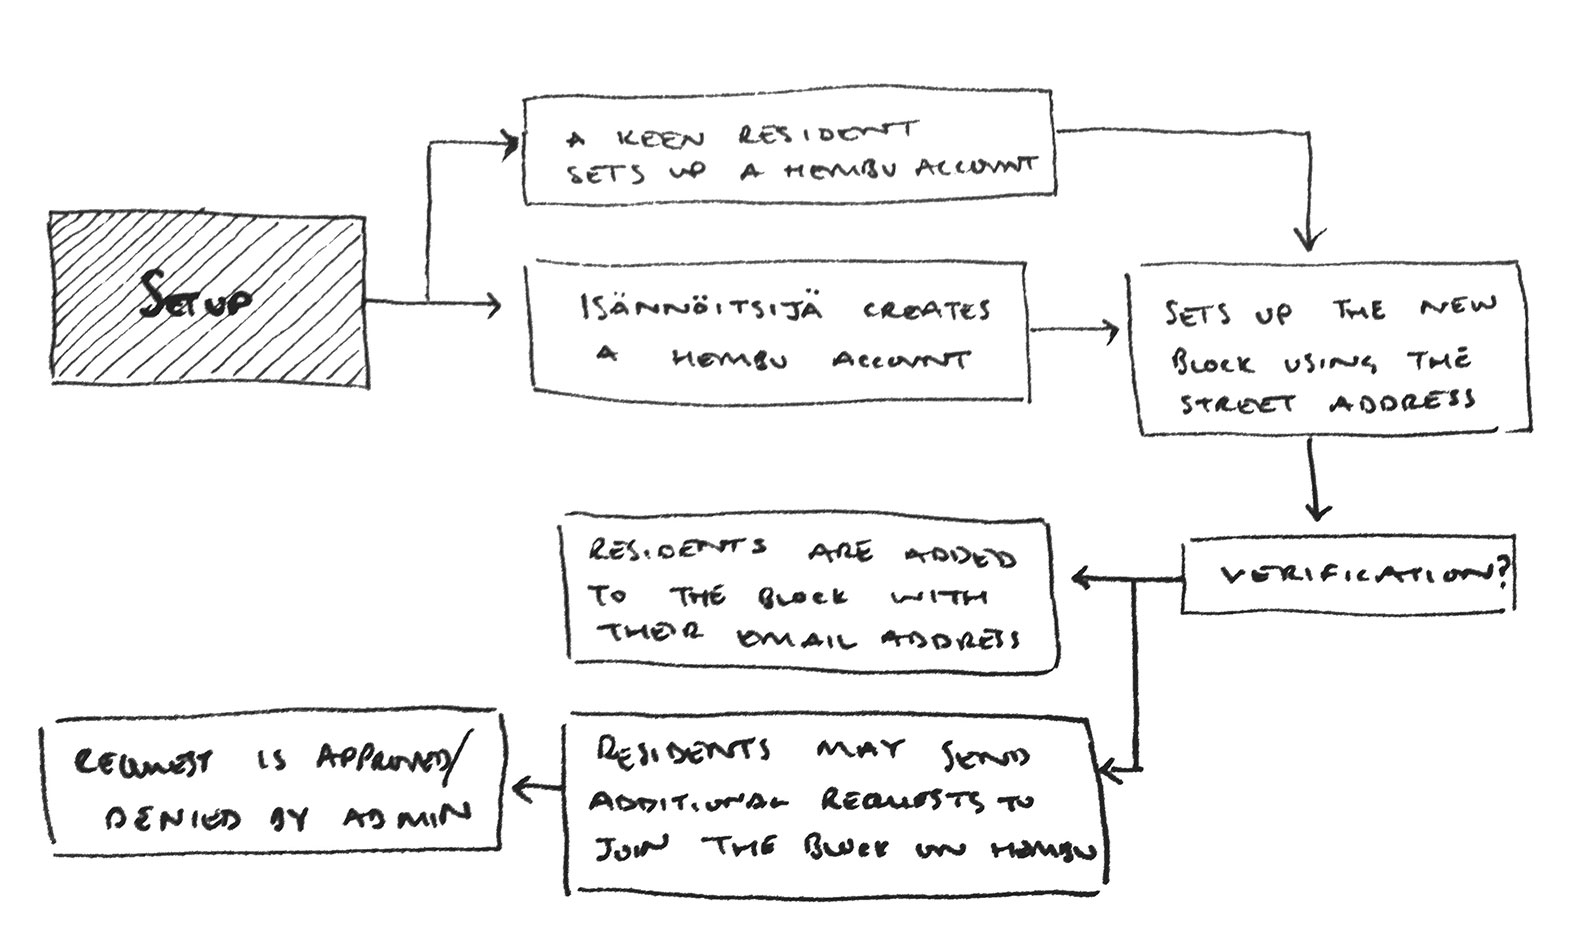 A KEEN RESIDENT
SETS UP A HEMBU ACCOUNT
SETUP
ISÄNNÖITSIJÄ CREATES
A HEMBU ACCOUNT
SETS UP THE NEW
BLOCK USING THE
STREET ADDRESS
VERIFICATION?
RESIDENTS ARE ADDED
TO THE BLOCK WITH
THEIR EMAIL ADDRESS
RESIDENTS MAY SEND
ADDITIONAL REQUESTS TO
JOIN THE BLOCK ON HEMBU
REQUEST IS APPROVED/
DENIED BY ADMIN